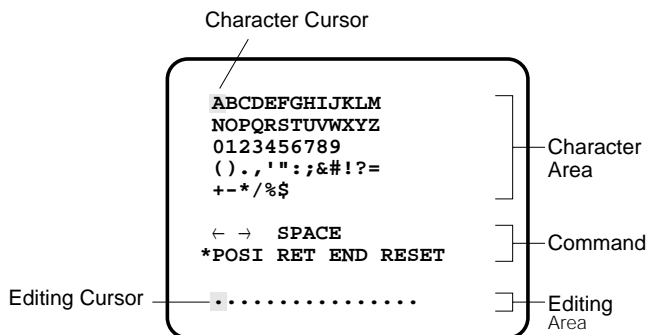 Character Cursor
ABCDEFGHIJKLM
NOPQRSTUVWXYZ
0123456789
().,'":;&#!?=
+-*/%$
Character
Area
← → SPACE
*POSI RET END RESET
Command
Editing Cursor
................
Editing
Area